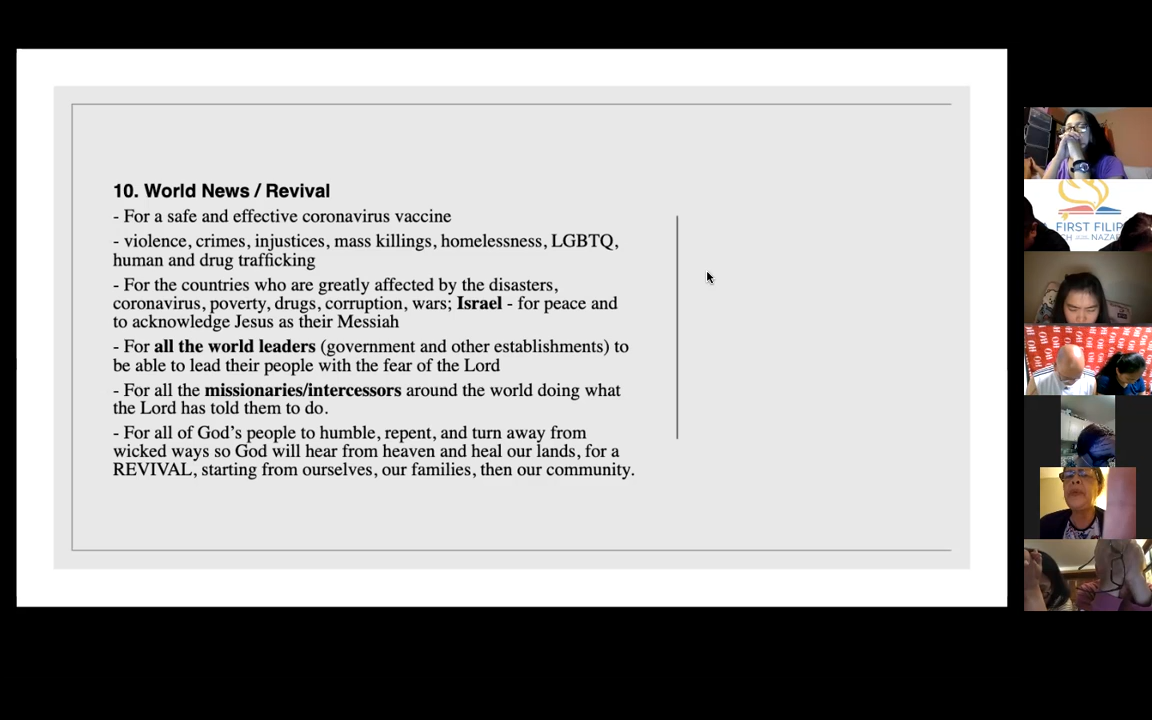 10. World News / Revival
- For a safe and effective coronavirus vaccine
- violence, crimes, injustices, mass killings, homelessness, LGBTQ,
human and drug trafficking
- For the countries who are greatly affected by the disasters,
coronavirus, poverty, drugs, corruption, wars; Israel - for peace and
to acknowledge Jesus as their Messiah
- For all the world leaders (government and other establishments) to
be able to lead their people with the fear of the Lord
- For all the missionaries/intercessors around the world doing what
the Lord has told them to do.
- For all of God's people to humble, repent, and turn away from
wicked ways so God will hear from heaven and heal our lands, for a
REVIVAL, starting from ourselves, our families, then our community.
FIRST FILIP
NAZAR